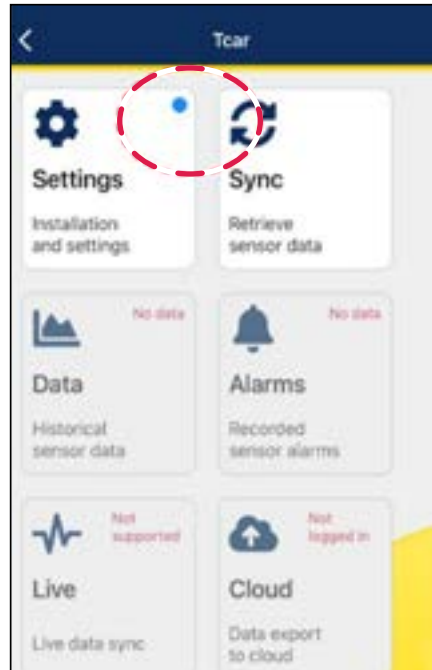 Tcar
Settings
Installation
and settings
Sync
Retrieve
sensor data
No data
Data
Historical
sensor data
No data
Alarms
Recorded
sensor alarms
Not
supported
Live
Live data sync
Not
logged in
Cloud
Data export
to cloud